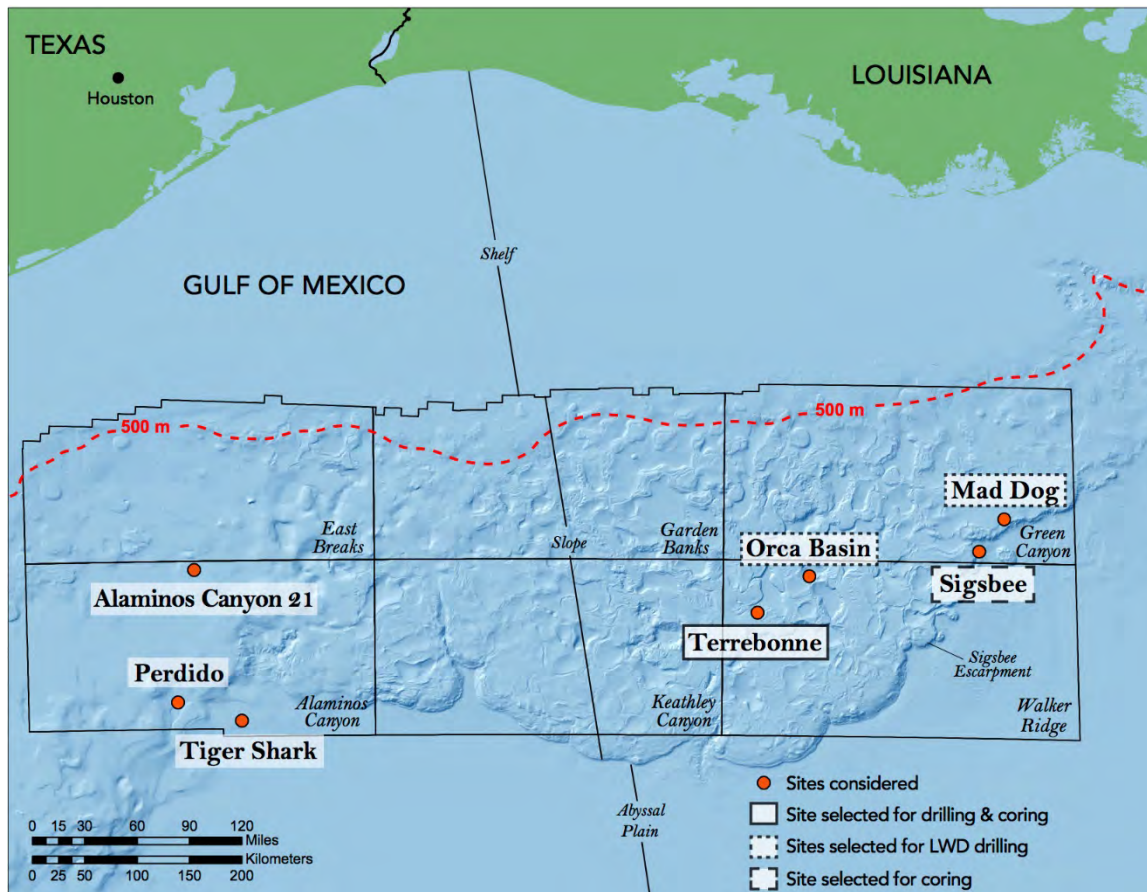 TEXAS
Houston
LOUISIANA
Shelf
GULF OF MEXICO
500 m
500 m
Mad Dog
East
Breaks
Slope
Garden
Banks
Green
Canyon
Orca Basin
Alaminos Canyon 21
Sigsbee
Terrebonne
Sigsbee
Escarpment
Perdido
Alaminos
Canyon
Keathley
Canyon
Walker
Ridge
Tiger Shark
Sites considered
Site selected for drilling & coring
Sites selected for LWD drilling
Site selected for coring
Abyssal
Plain
0 15 30 60 90 120
Miles
Kilometers
0 25 50 100 150 200